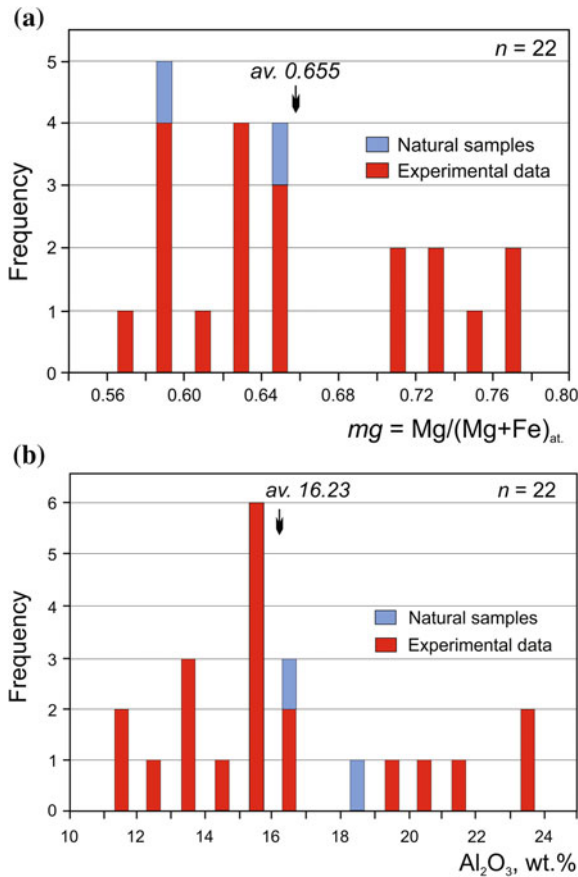 (a)
n = 22
av. 0.655
Natural samples
Experimental data
Frequency
5
4
3
2
1
0
0.56 0.60 0.64 0.68 0.72 0.76 0.80
mg = Mg/(Mg+Fe)at.
(b)
av. 16.23
n = 22
Natural samples
Experimental data
Frequency
6
5
4
3
2
1
0
10 12 14 16 18 20 22 24
Al2O3, wt.%